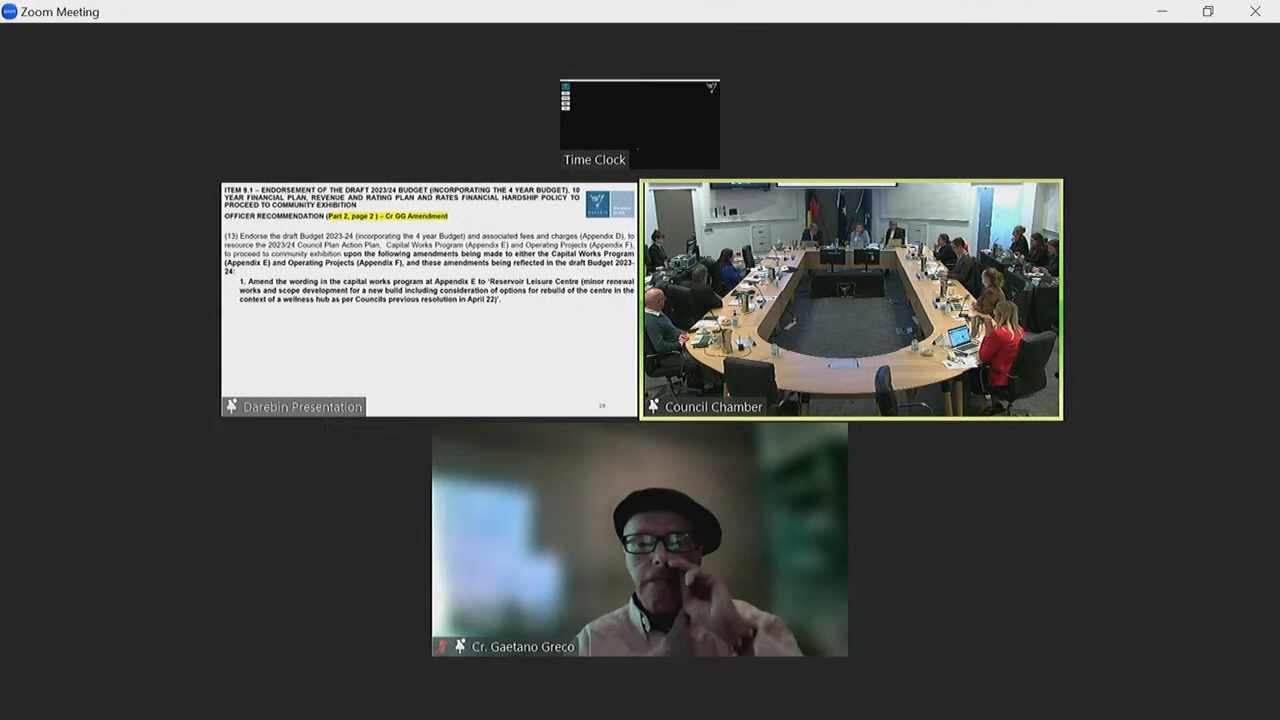 Zoom Meeting
Time Clock
ITEM 9.1 – ENDORSEMENT OF THE DRAFT 2023/24 BUDGET (INCORPORATING THE 4 YEAR BUDGET), 10
YEAR FINANCIAL PLAN, REVENUE AND RATING PLAN AND RATES FINANCIAL HARDSHIP POLICY TO
PROCEED TO COMMUNITY EXHIBITION
OFFICER RECOMMENDATION (Part 2, page 2 ) – Cr GG Amendment
(13) Endorse the draft Budget 2023-24 (incorporating the 4 year Budget) and associated fees and charges (Appendix D), to
resource the 2023/24 Council Plan Action Plan, Capital Works Program (Appendix E) and Operating Projects (Appendix F),
to proceed to community exhibition upon the following amendments being made to either the Capital Works Program
(Appendix E) and Operating Projects (Appendix F), and these amendments being reflected in the draft Budget 2023-
24:
1. Amend the wording in the capital works program at Appendix E to 'Reservoir Leisure Centre (minor renewal
works and scope development for a new build including consideration of options for rebuild of the centre in the
context of a wellness hub as per Councils previous resolution in April 22)'.
Darebin Presentation
Council Chamber
Cr. Gaetano Greco